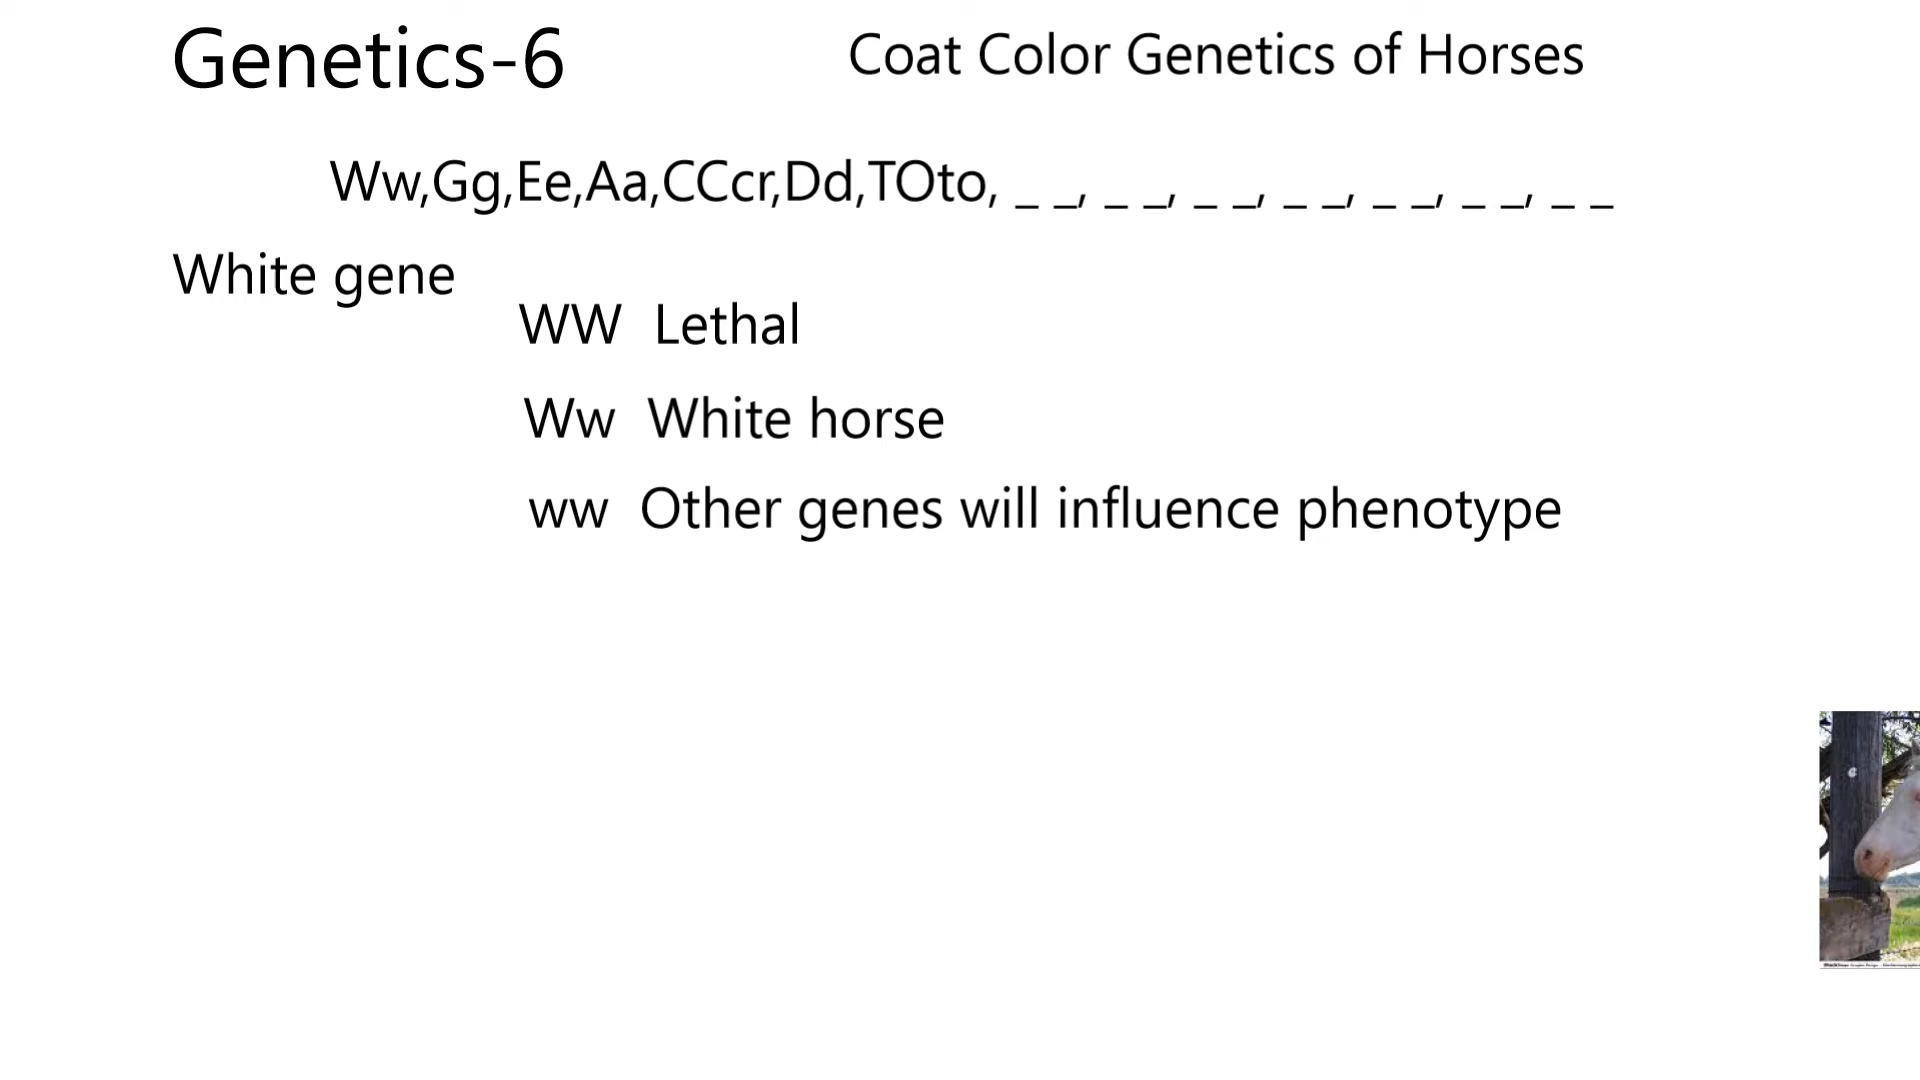 Genetics-6
Coat Color Genetics of Horses
Ww,Gg,Ee,Aa,CCcr,Dd,TOto, _ _, _ _, _ _, _ _, _ _, _ _, _ _
White gene
WW Lethal
Ww White horse
ww Other genes will influence phenotype